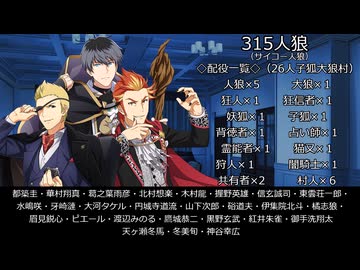 315人狼
(サイコー人狼)
◇配役一覧◇(26人子狐大狼村)
人狼×5 大狼×1
狂人×1 狂信者×1
妖狐×1 子狐×1
背徳者×1 占い師×1
霊能者×1 猫又×1
狩人×1 闇騎士×1
共有者×2 村人×6
都築圭・華村翔真・葛之葉雨彦・北村想楽・木村龍・握野英雄・信玄誠司・東雲荘一郎・
水嶋咲・牙崎漣・大河タケル・円城寺道流・山下次郎・硲道夫・伊集院北斗・橘志狼・
眉見鋭心・ピエール・渡辺みのる・鷹城恭二・黒野玄武・紅井朱雀・御手洗翔太
天ヶ瀬冬馬・冬美旬・神谷幸広